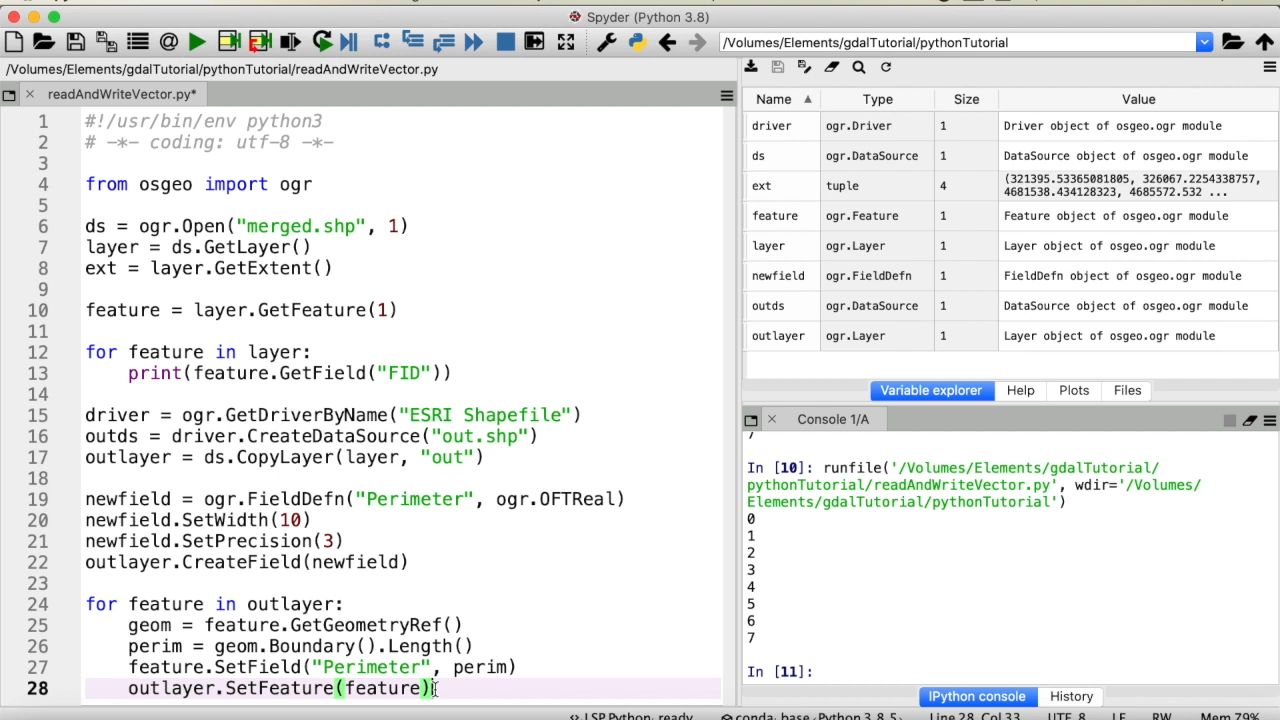 Spyder (Python 3.8)
/Volumes/Elements/gdalTutorial/pythonTutorial
/Volumes/Elements/gdalTutorial/pythonTutorial/readAndWriteVector.py
readAndWriteVector.py*
1 #!/usr/bin/env python3
2 # -*- coding: utf-8 -*-
3
4 from osgeo import ogr
5
6 ds = ogr.Open("merged.shp", 1)
7 layer = ds.GetLayer()
8 ext = layer.GetExtent()
9
10 feature = layer.GetFeature(1)
11
12 for feature in layer:
13     print(feature.GetField("FID"))
14
15 driver = ogr.GetDriverByName("ESRI Shapefile")
16 outds = driver.CreateDataSource("out.shp")
17 outlayer = ds.CopyLayer(layer, "out")
18
19 newfield = ogr.FieldDefn("Perimeter", ogr.OFTReal)
20 newfield.SetWidth(10)
21 newfield.SetPrecision(3)
22 outlayer.CreateField(newfield)
23
24 for feature in outlayer:
25     geom = feature.GetGeometryRef()
26     perim = geom.Boundary().Length()
27     feature.SetField("Perimeter", perim)
28     outlayer.SetFeature(feature)
Name Type Size Value
driver ogr.Driver 1 Driver object of osgeo.ogr module
ds ogr.DataSource 1 DataSource object of osgeo.ogr module
ext tuple 4 (321395.53365081805, 326067.2254338757,
4681538.434128323, 4685572.532 ...
feature ogr.Feature 1 Feature object of osgeo.ogr module
layer ogr.Layer 1 Layer object of osgeo.ogr module
newfield ogr.FieldDefn 1 FieldDefn object of osgeo.ogr module
outds ogr.DataSource 1 DataSource object of osgeo.ogr module
outlayer ogr.Layer 1 Layer object of osgeo.ogr module
Variable explorer Help Plots Files
Console 1/A
7
In [10]: runfile('/Volumes/Elements/gdalTutorial/
pythonTutorial/readAndWriteVector.py', wdir='/Volumes/
Elements/gdalTutorial/pythonTutorial')
0
1
2
3
4
5
6
7
In [11]:
IPython console History
LSP Python: ready conda: base (Python 3.8.5) Line 28, Col 33 UTF-8 LF RW Mem 79%